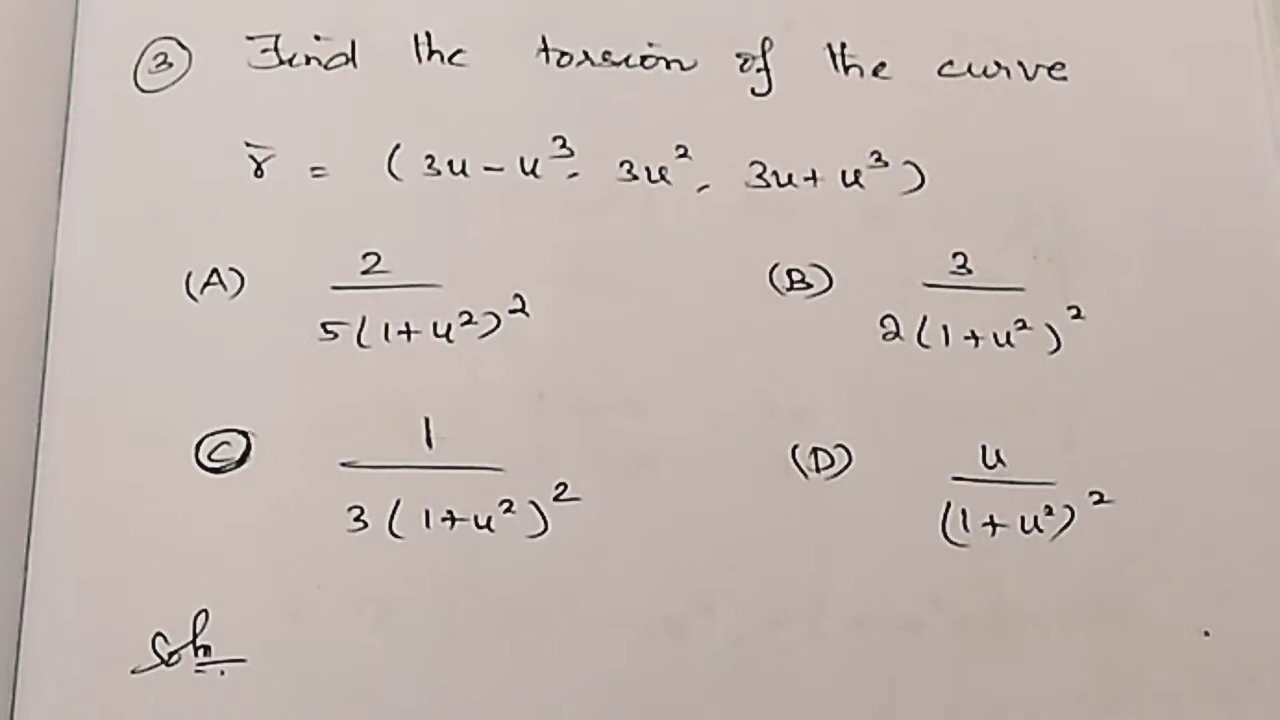 ③ Find the torsion of the curve
r̄ = (3u - u³, 3u², 3u + u³)
(A) 2 / 5(1+u²)² (B) 3 / 2(1+u²)²
Ⓒ 1 / 3(1+u²)² (D) u / (1+u²)²
Soln.